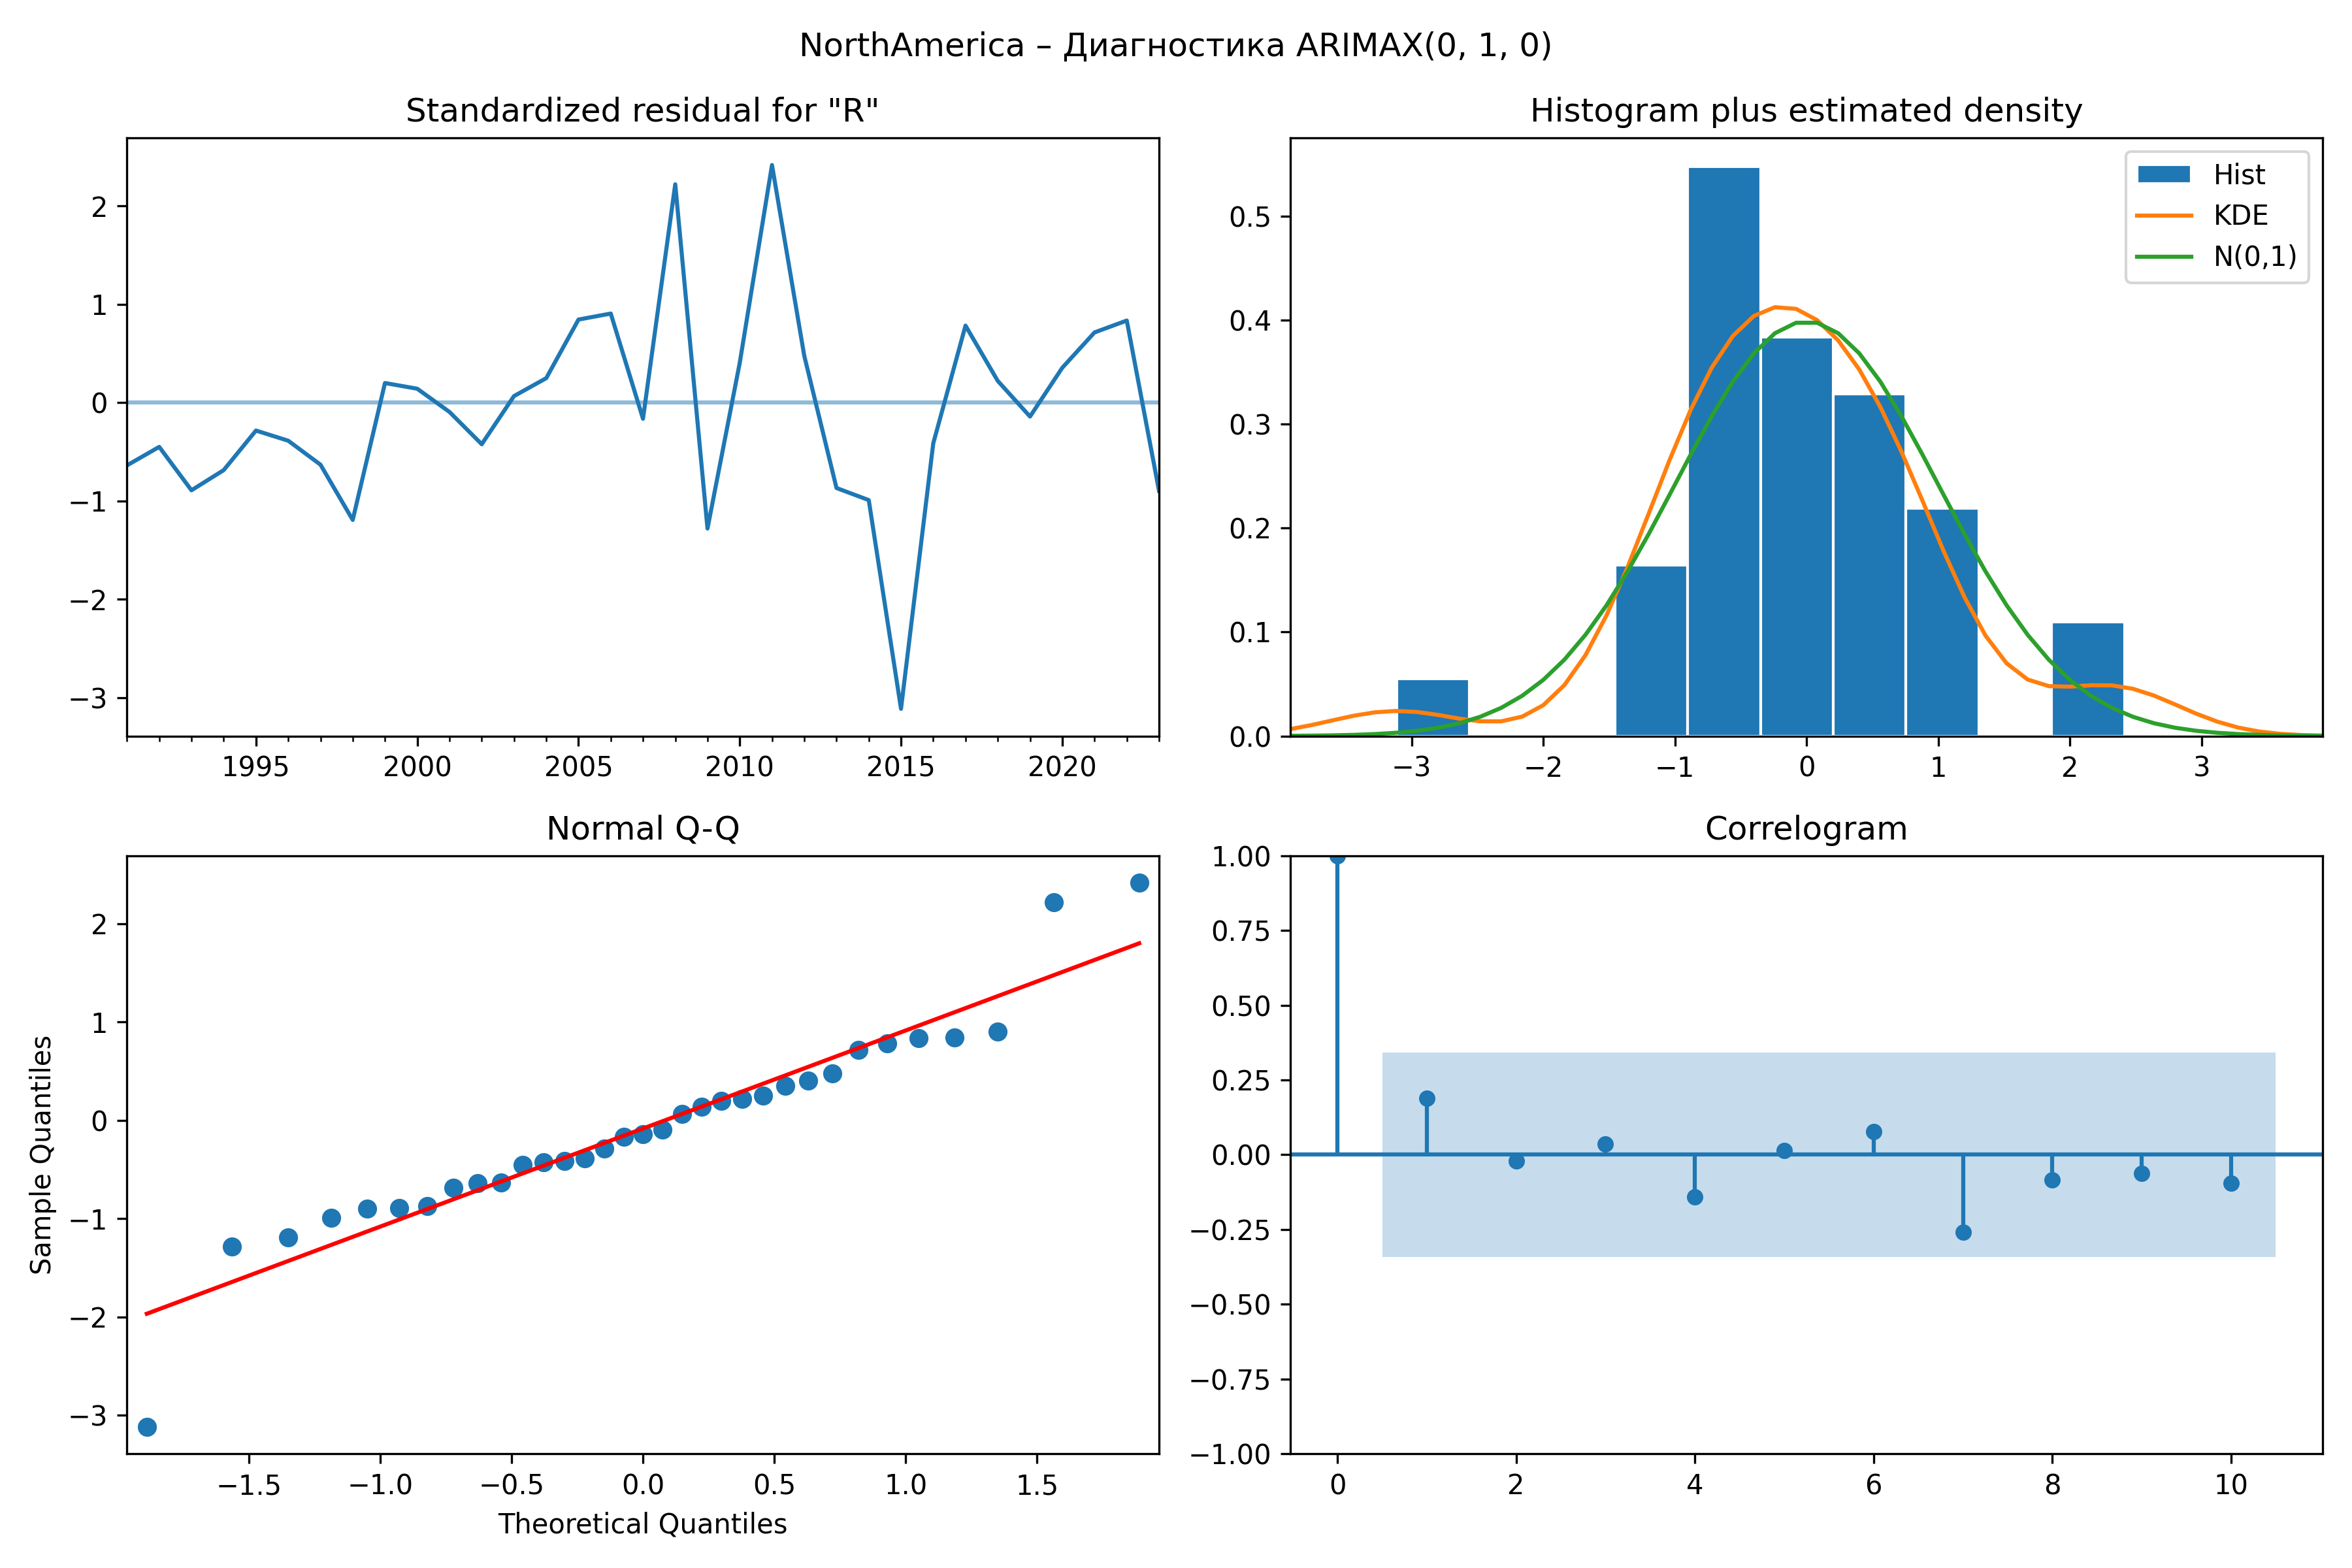 NorthAmerica – Диагностика ARIMAX(0, 1, 0)
Standardized residual for "R"
2
1
0
−1
−2
−3
1995 2000 2005 2010 2015 2020
Histogram plus estimated density
Hist
KDE
N(0,1)
0.5
0.4
0.3
0.2
0.1
0.0
−3 −2 −1 0 1 2 3
Normal Q-Q
Sample Quantiles
2
1
0
−1
−2
−3
−1.5 −1.0 −0.5 0.0 0.5 1.0 1.5
Theoretical Quantiles
Correlogram
1.00
0.75
0.50
0.25
0.00
−0.25
−0.50
−0.75
−1.00
0 2 4 6 8 10